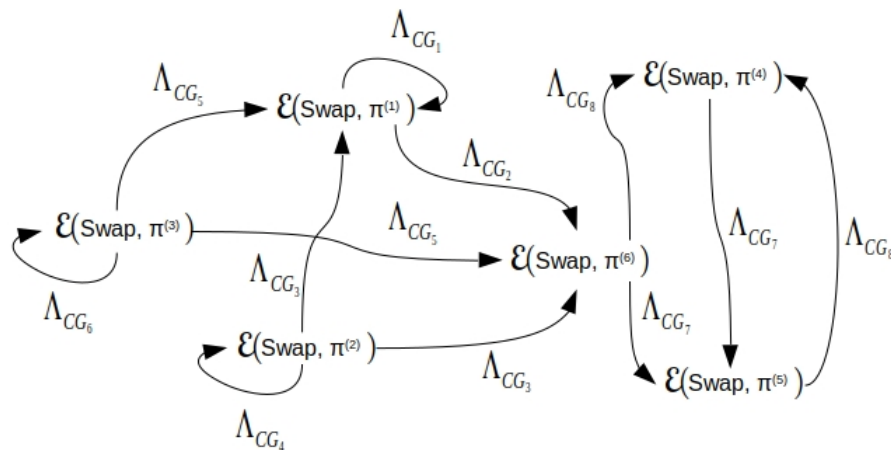 Λ_{CG_1}
Λ_{CG_5}
ℰ(Swap, π^{(1)})
Λ_{CG_8}
ℰ(Swap, π^{(4)})
Λ_{CG_2}
ℰ(Swap, π^{(3)})
Λ_{CG_5}
Λ_{CG_7}
Λ_{CG_8}
ℰ(Swap, π^{(6)})
Λ_{CG_3}
Λ_{CG_6}
Λ_{CG_7}
ℰ(Swap, π^{(2)})
Λ_{CG_3}
ℰ(Swap, π^{(5)})
Λ_{CG_4}